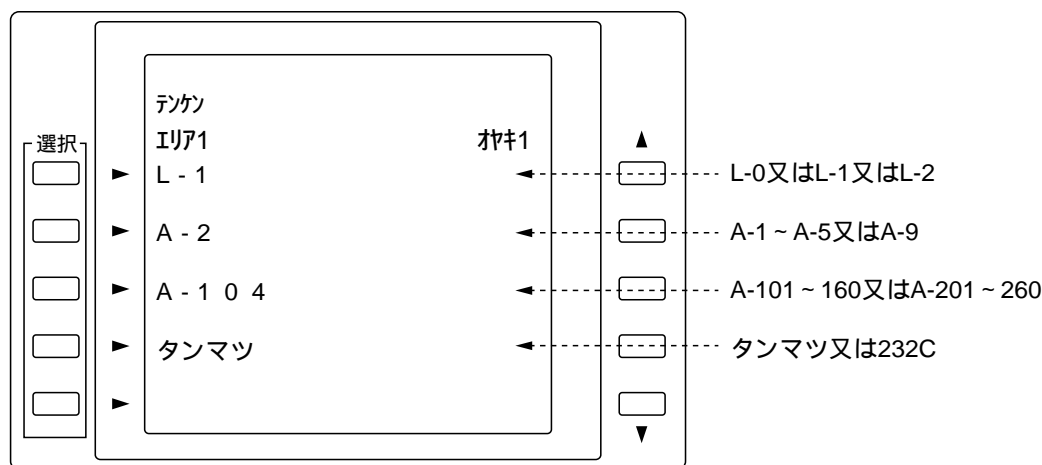 ﾃﾝｹﾝ
ｴﾘｱ1 ｵﾔｷ1
選択
L - 1 L-0又はL-1又はL-2
A - 2 A-1 ~ A-5又はA-9
A - 1 0 4 A-101 ~ 160又はA-201 ~ 260
タンマツ タンマツ又は232C